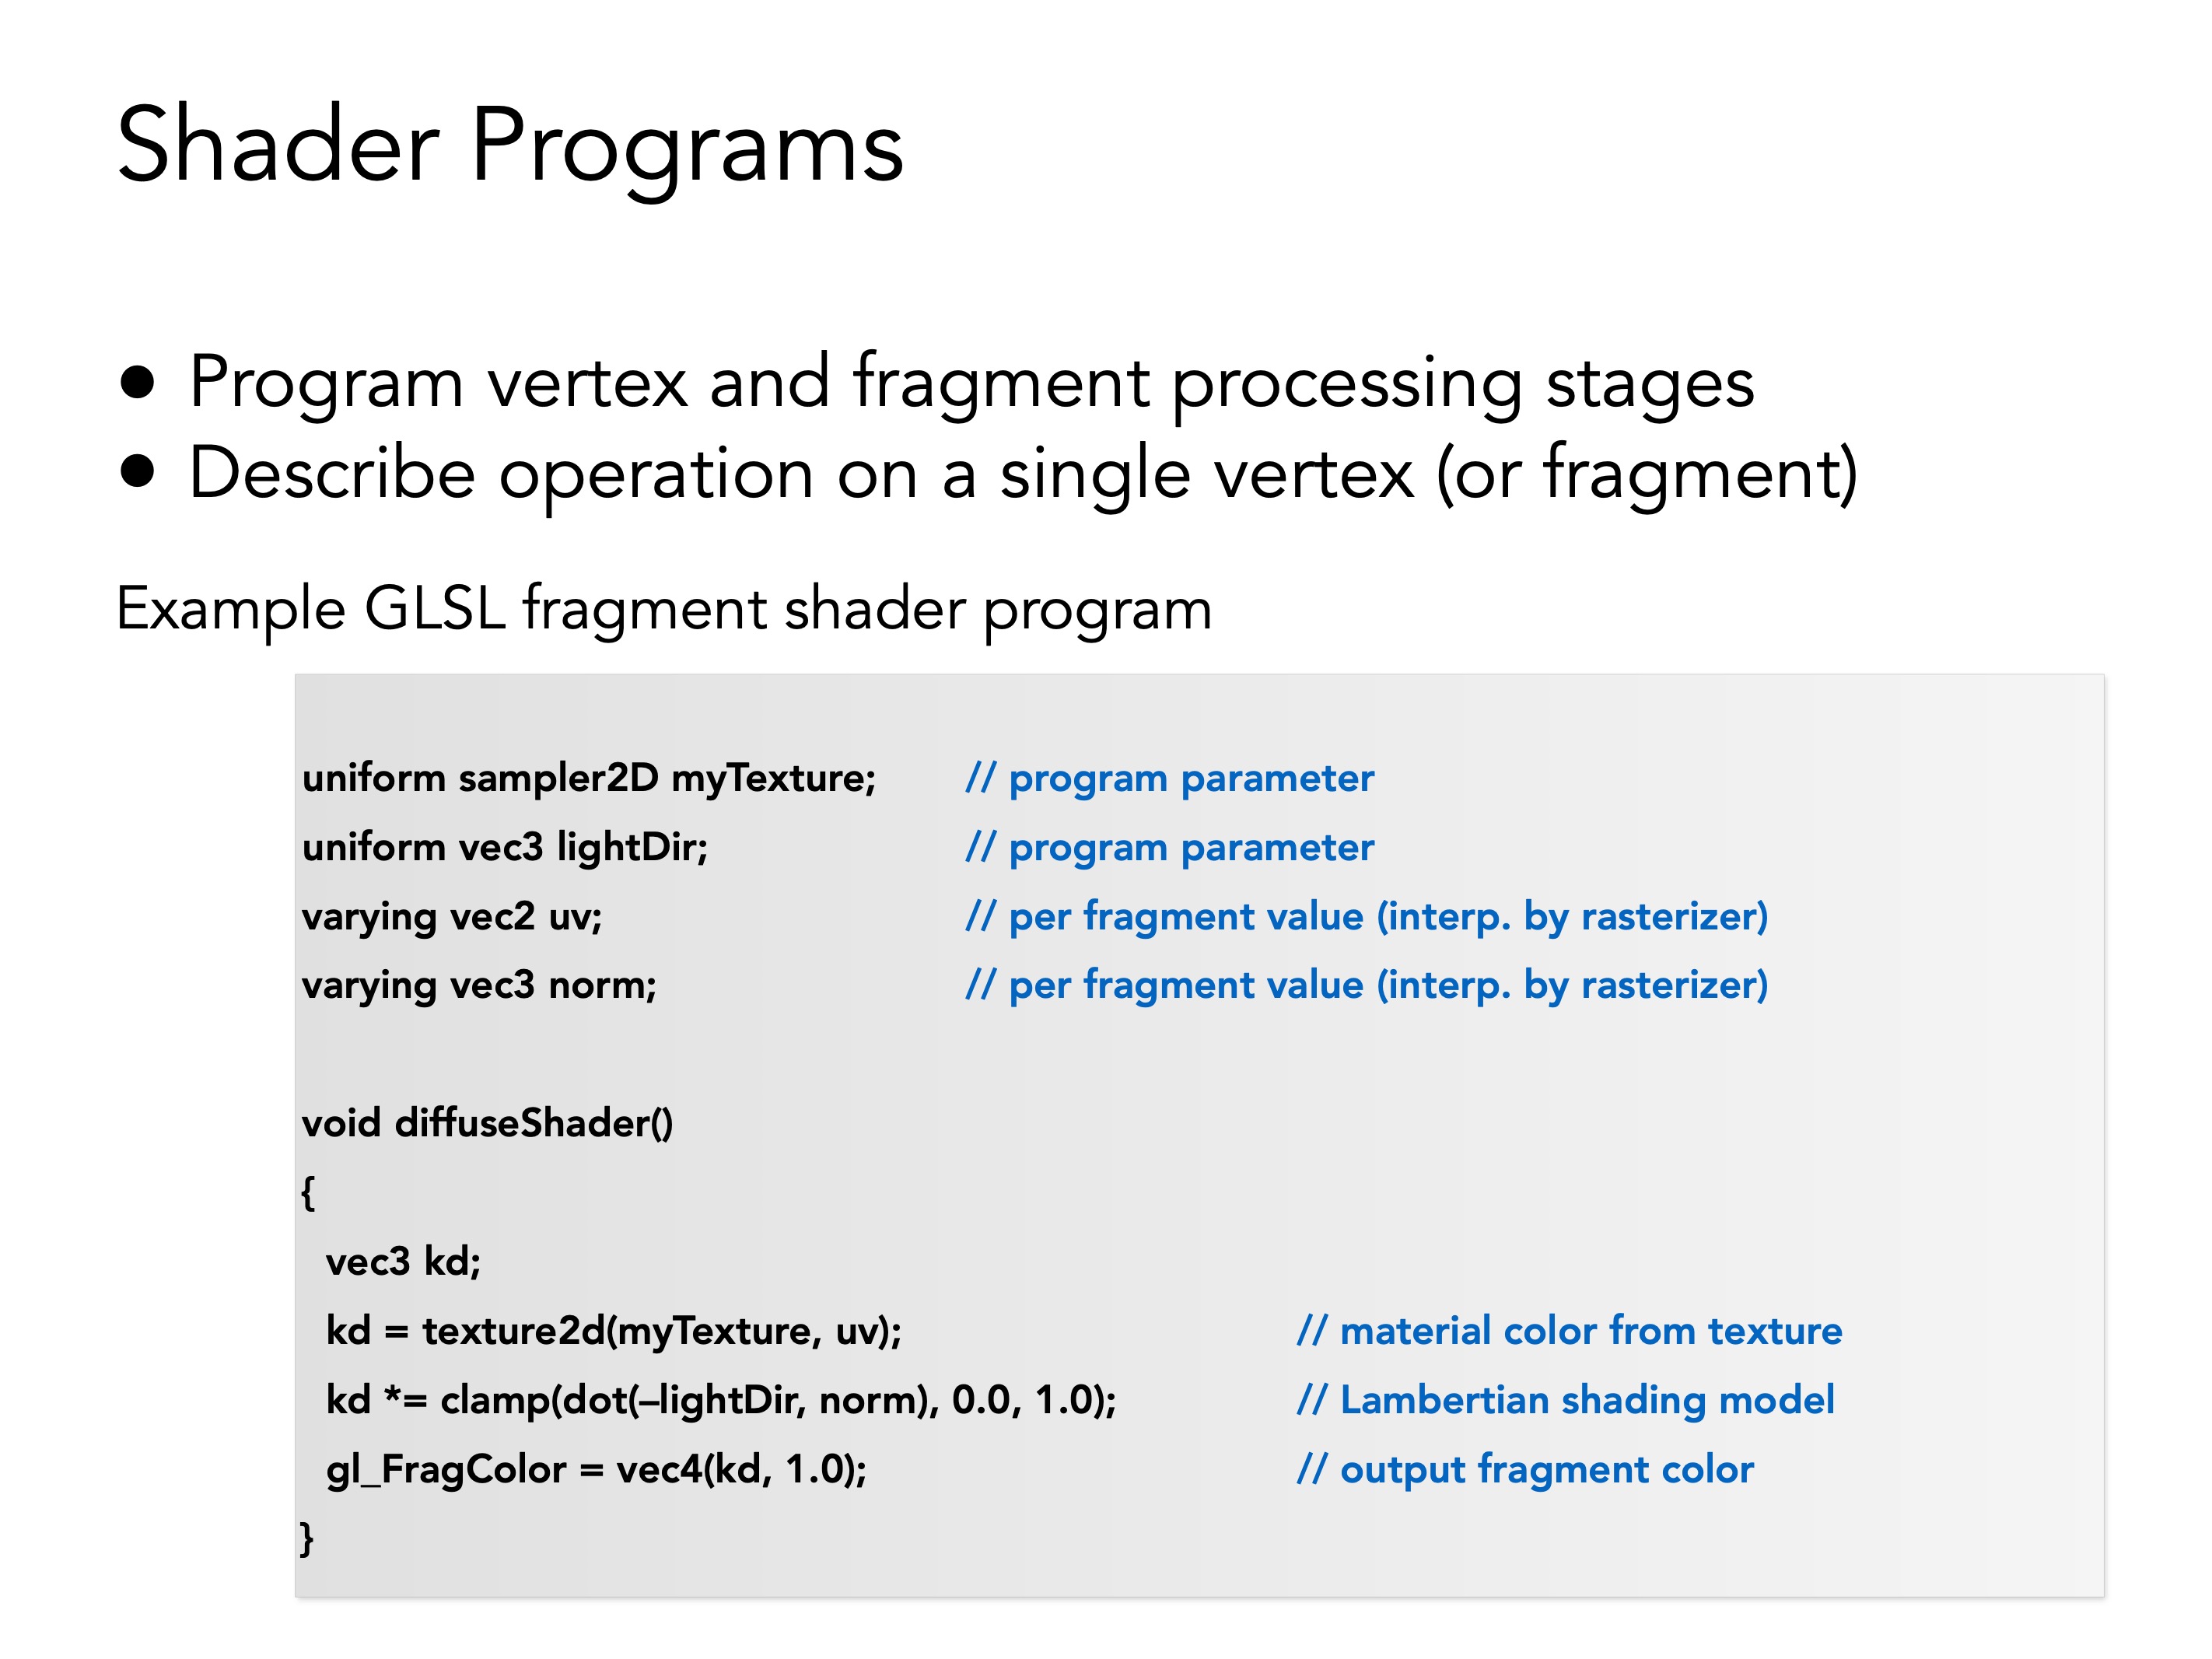 Shader Programs
● Program vertex and fragment processing stages
● Describe operation on a single vertex (or fragment)
Example GLSL fragment shader program
uniform sampler2D myTexture; // program parameter
uniform vec3 lightDir; // program parameter
varying vec2 uv; // per fragment value (interp. by rasterizer)
varying vec3 norm; // per fragment value (interp. by rasterizer)
void diffuseShader()
{
vec3 kd;
kd = texture2d(myTexture, uv); // material color from texture
kd *= clamp(dot(–lightDir, norm), 0.0, 1.0); // Lambertian shading model
gl_FragColor = vec4(kd, 1.0); // output fragment color
}